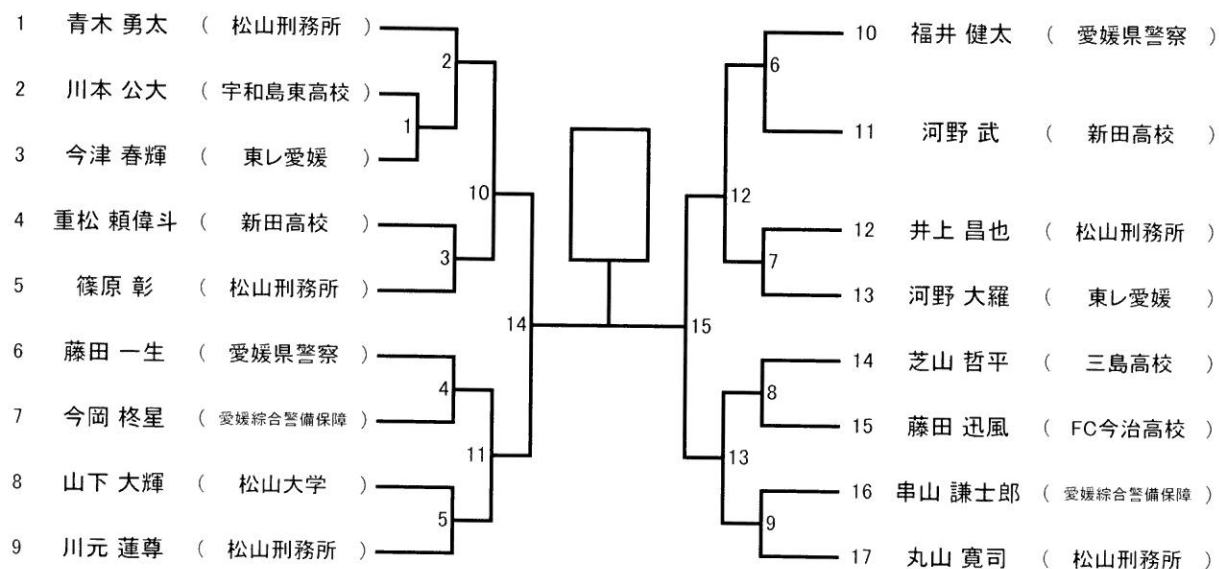 1 青木 勇太 ( 松山刑務所 )
2 川本 公大 ( 宇和島東高校 )
3 今津 春輝 ( 東レ愛媛 )
4 重松 頼偉斗 ( 新田高校 )
5 篠原 彰 ( 松山刑務所 )
6 藤田 一生 ( 愛媛県警察 )
7 今岡 柊星 ( 愛媛綜合警備保障 )
8 山下 大輝 ( 松山大学 )
9 川元 蓮尊 ( 松山刑務所 )
2
1
10
3
14
4
11
5
10 福井 健太 ( 愛媛県警察 )
11 河野 武 ( 新田高校 )
12 井上 昌也 ( 松山刑務所 )
13 河野 大羅 ( 東レ愛媛 )
14 芝山 哲平 ( 三島高校 )
15 藤田 迅風 ( FC今治高校 )
16 串山 謙士郎 ( 愛媛綜合警備保障 )
17 丸山 寛司 ( 松山刑務所 )
6
12
7
15
8
13
9